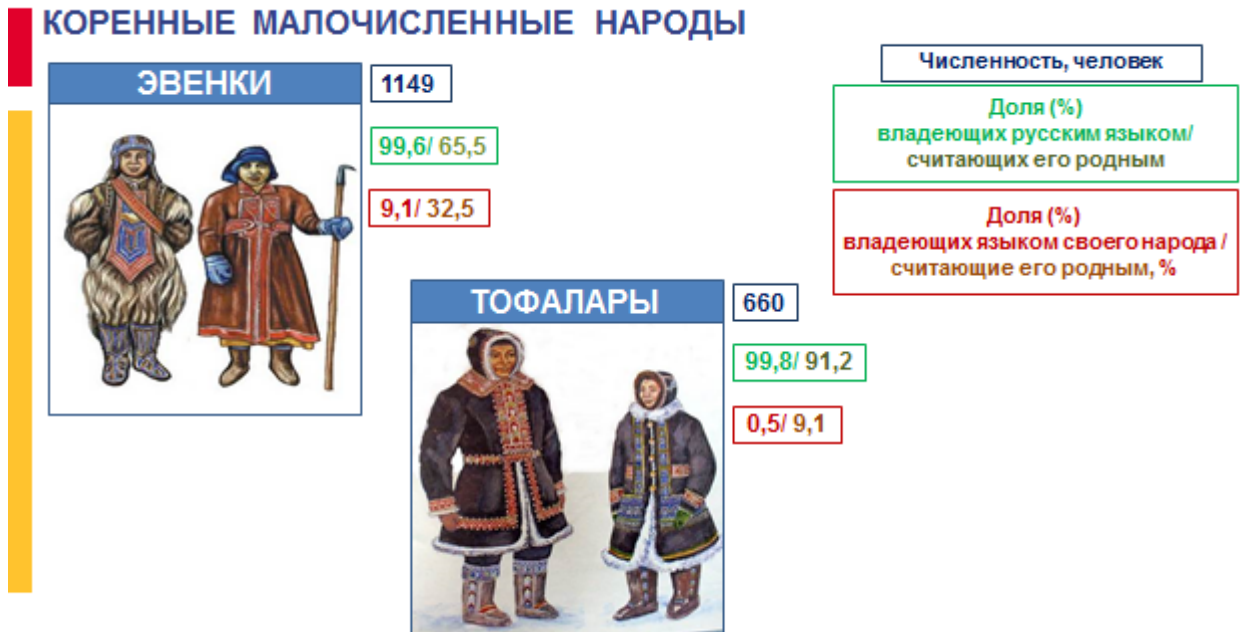 КОРЕННЫЕ МАЛОЧИСЛЕННЫЕ НАРОДЫ
ЭВЕНКИ
1149
99,6/ 65,5
9,1/ 32,5
ТОФАЛАРЫ
660
99,8/ 91,2
0,5/ 9,1
Численность, человек
Доля (%)
владеющих русским языком/
считающих его родным
Доля (%)
владеющих языком своего народа /
считающие его родным, %